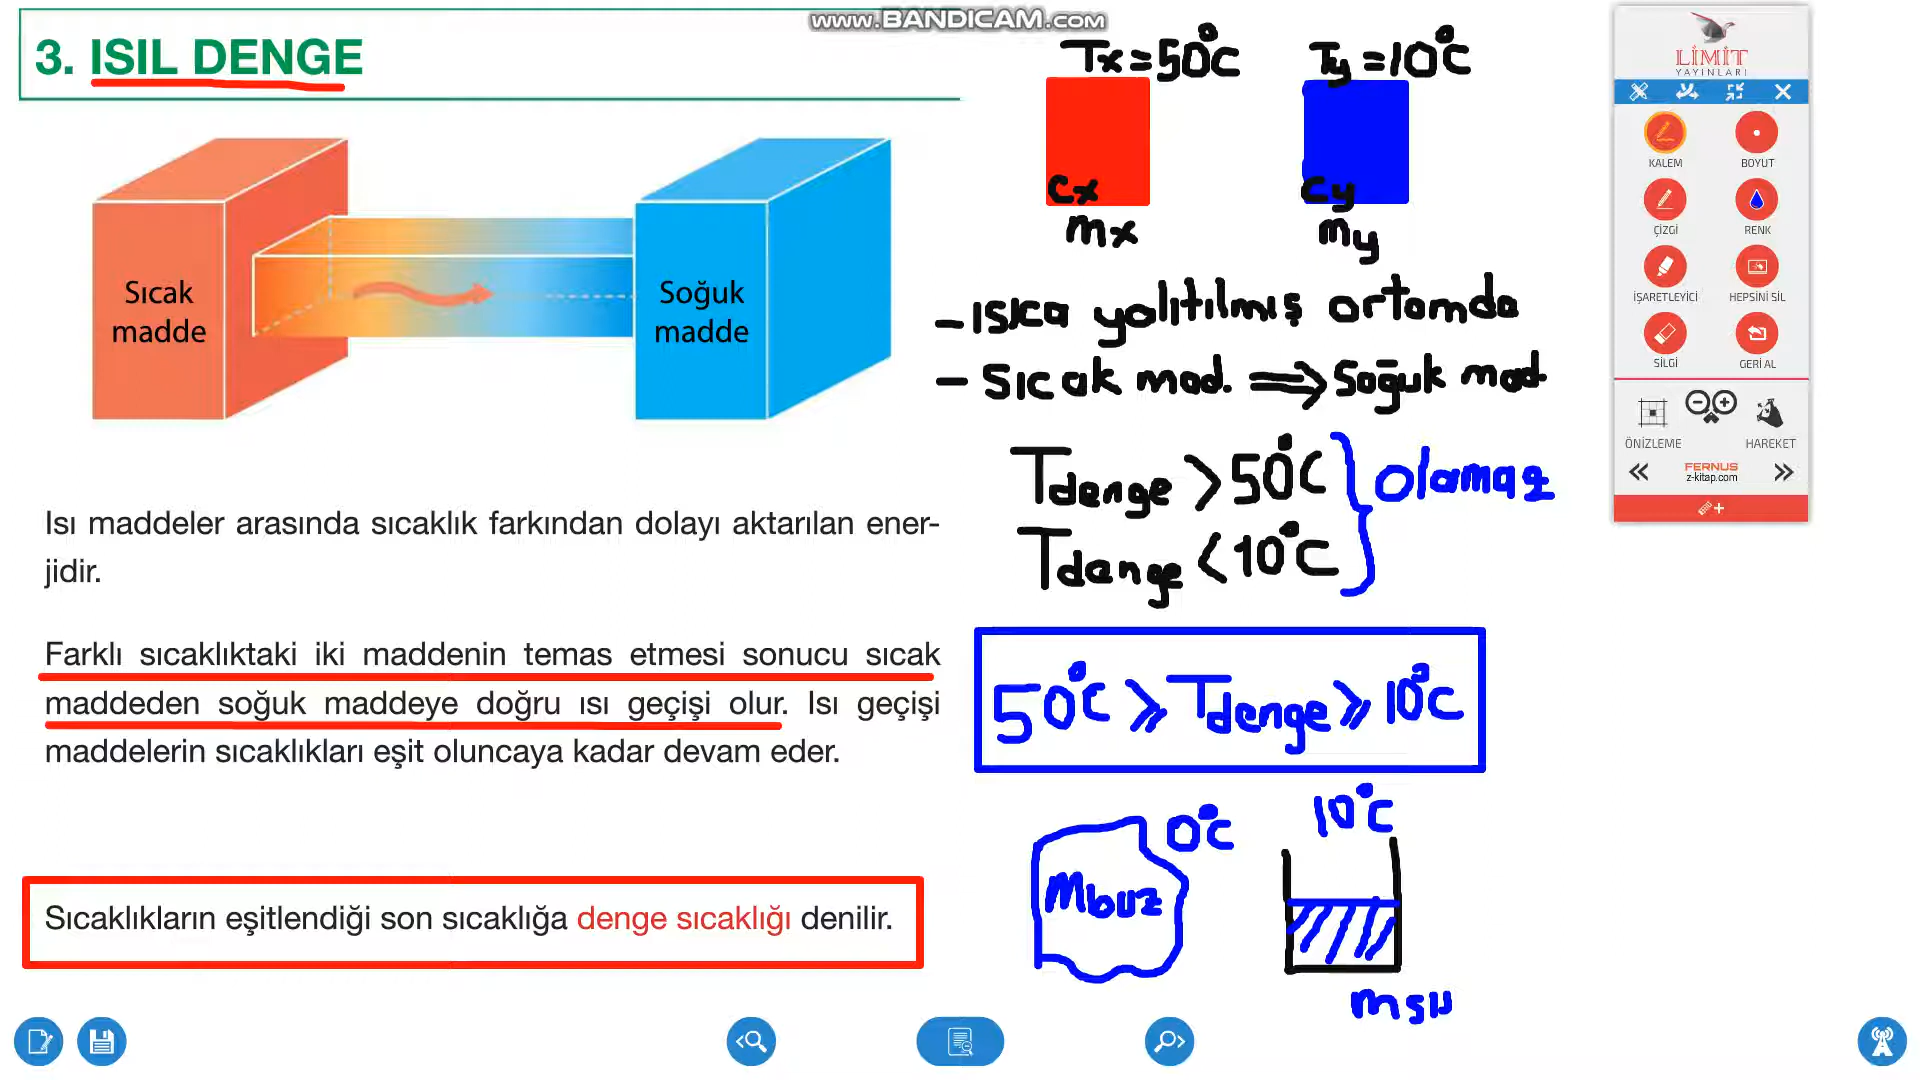 www.BANDICAM.com
3. ISIL DENGE
Sıcak
madde
Soğuk
madde
Isı maddeler arasında sıcaklık farkından dolayı aktarılan ener-
jidir.
Farklı sıcaklıktaki iki maddenin temas etmesi sonucu sıcak
maddeden soğuk maddeye doğru ısı geçişi olur. Isı geçişi
maddelerin sıcaklıkları eşit oluncaya kadar devam eder.
Sıcaklıkların eşitlendiği son sıcaklığa denge sıcaklığı denilir.
Tx=50°C
Ty=10°C
Cx
Cy
mx
my
- ısıca yalıtılmış ortamda
- Sıcak mad. ⟹ Soğuk mad.
Tdenge > 50°C
Tdenge < 10°C
olamaz
50°C ≥ Tdenge ≥ 10°C
0°C
10°C
Mbuz
msu
LİMİT
YAYINLARI
KALEM
BOYUT
ÇİZGİ
RENK
İŞARETLEYİCİ
HEPSİNİ SİL
SİLGİ
GERİ AL
ÖNİZLEME
HAREKET
FERNUS
z-kitap.com